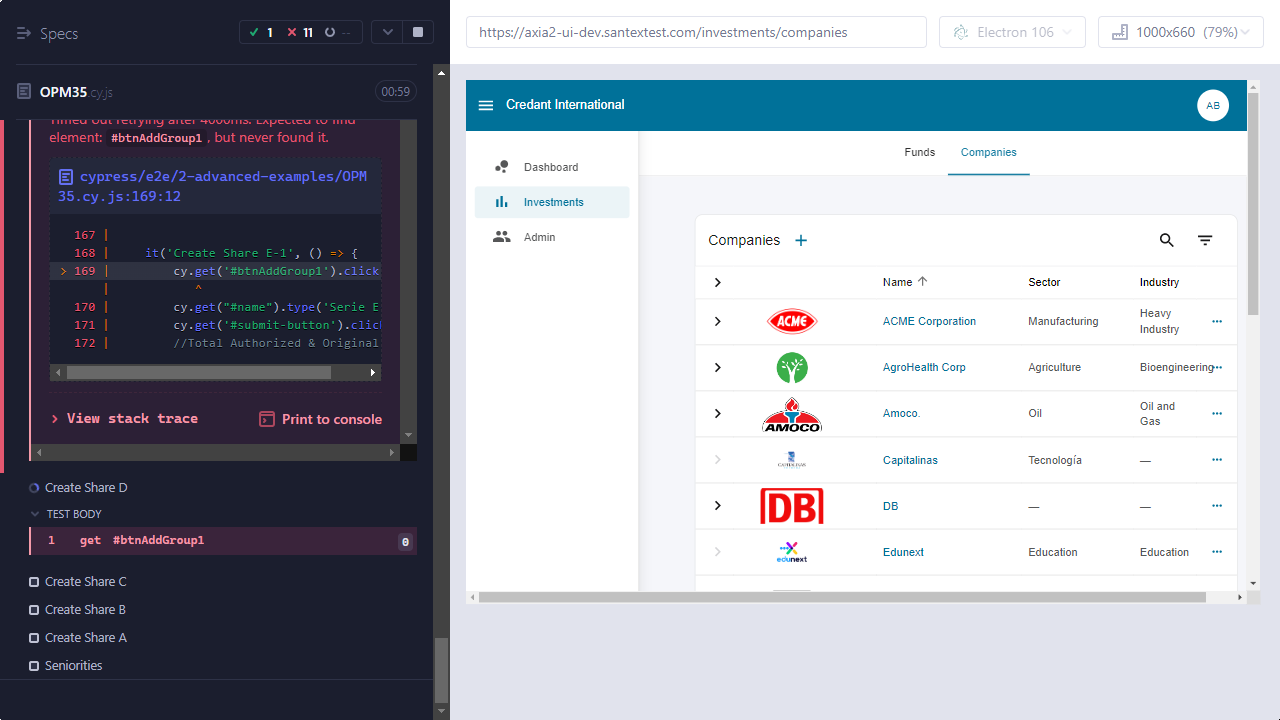 Specs
1
11
--
OPM35.cy.js
00:59
Timed out retrying after 4000ms: Expected to find
element: #btnAddGroup1, but never found it.
cypress/e2e/2-advanced-examples/OPM
35.cy.js:169:12
167 |
168 | it('Create Share E-1', () => {
> 169 | cy.get('#btnAddGroup1').click
| ^
170 | cy.get("#name").type('Serie E
171 | cy.get('#submit-button').clic
172 | //Total Authorized & Original
> View stack trace
Print to console
Create Share D
TEST BODY
1 get #btnAddGroup1 0
Create Share C
Create Share B
Create Share A
Seniorities
https://axia2-ui-dev.santextest.com/investments/companies
Electron 106
1000x660 (79%)
Credant International
AB
Dashboard
Investments
Admin
Funds
Companies
Companies +
Name ↑ Sector Industry
ACME ACME Corporation Manufacturing Heavy Industry ...
AgroHealth Corp Agriculture Bioengineering ...
AMOCO Amoco. Oil Oil and Gas ...
CAPITALINAS Capitalinas Tecnología — ...
DB DB — — ...
edunext Edunext Education Education ...